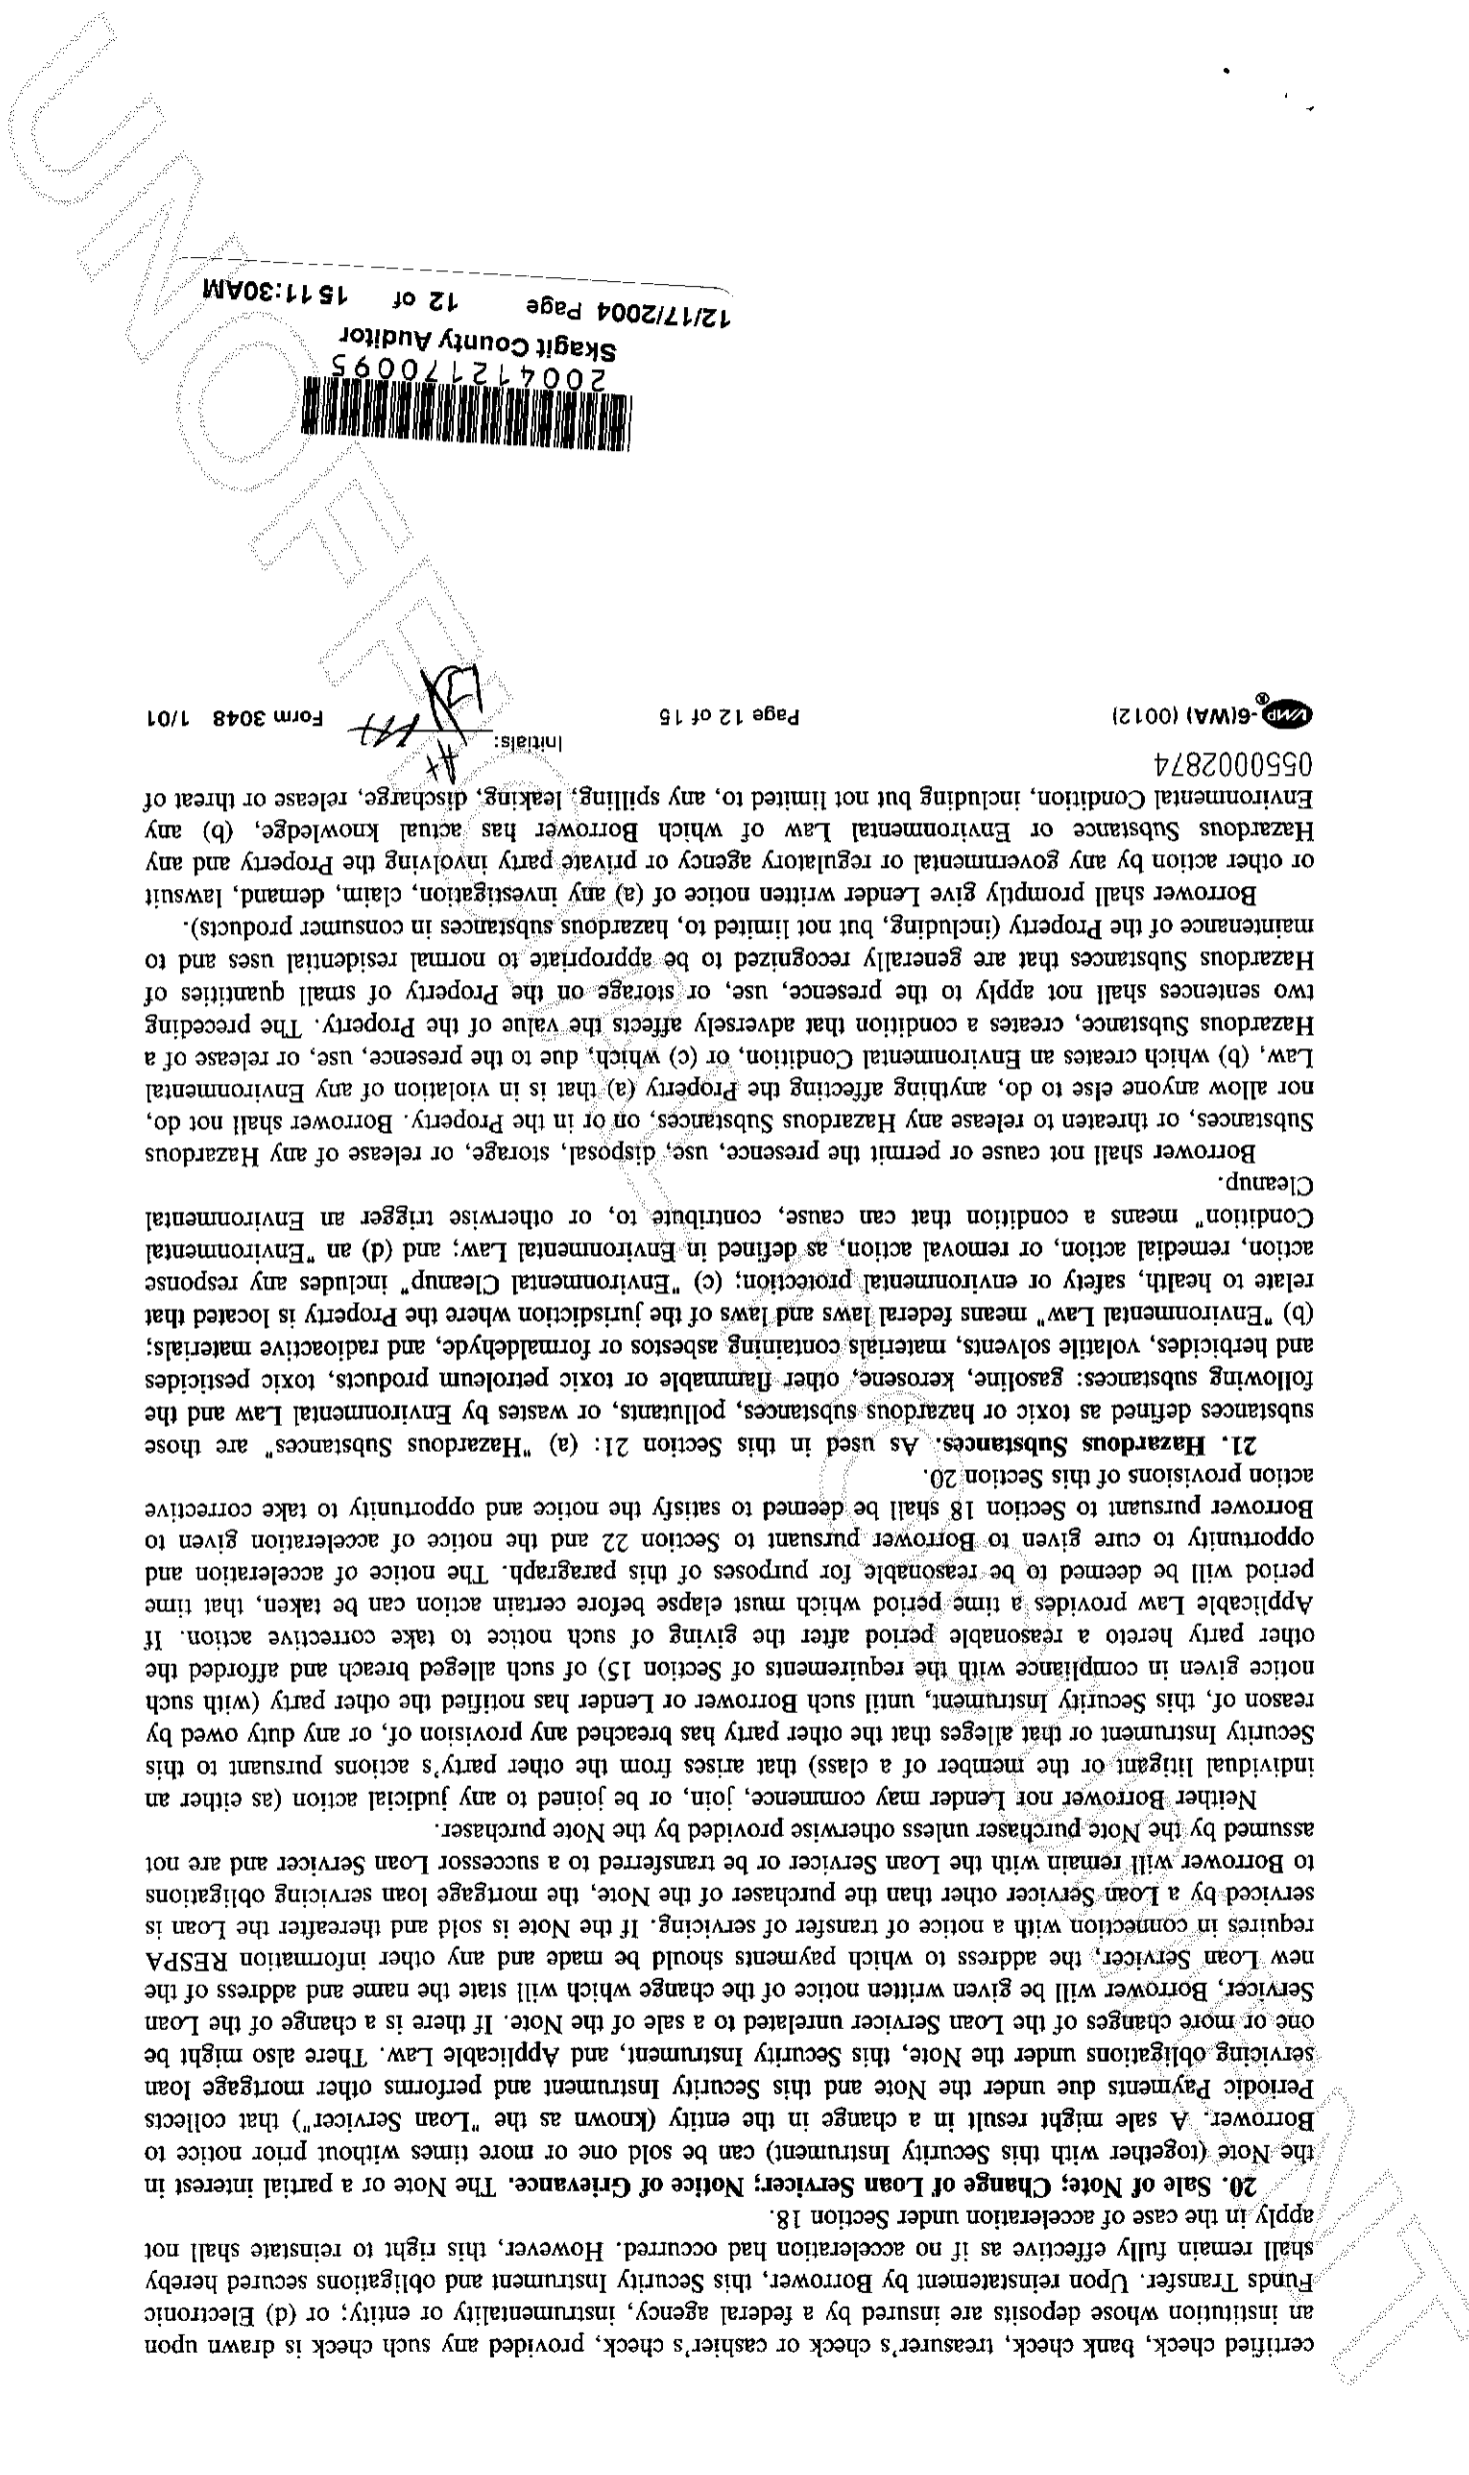 certified check, bank check, treasurer's check or cashier's check, provided any such check is drawn upon
an institution whose deposits are insured by a federal agency, instrumentality or entity; or (d) Electronic
Funds Transfer. Upon reinstatement by Borrower, this Security Instrument and obligations secured hereby
shall remain fully effective as if no acceleration had occurred. However, this right to reinstate shall not
apply in the case of acceleration under Section 18.
20. Sale of Note; Change of Loan Servicer; Notice of Grievance. The Note or a partial interest in
the Note (together with this Security Instrument) can be sold one or more times without prior notice to
Borrower. A sale might result in a change in the entity (known as the "Loan Servicer") that collects
Periodic Payments due under the Note and this Security Instrument and performs other mortgage loan
servicing obligations under the Note, this Security Instrument, and Applicable Law. There also might be
one or more changes of the Loan Servicer unrelated to a sale of the Note. If there is a change of the Loan
Servicer, Borrower will be given written notice of the change which will state the name and address of the
new Loan Servicer, the address to which payments should be made and any other information RESPA
requires in connection with a notice of transfer of servicing. If the Note is sold and thereafter the Loan is
serviced by a Loan Servicer other than the purchaser of the Note, the mortgage loan servicing obligations
to Borrower will remain with the Loan Servicer or be transferred to a successor Loan Servicer and are not
assumed by the Note purchaser unless otherwise provided by the Note purchaser.
Neither Borrower nor Lender may commence, join, or be joined to any judicial action (as either an
individual litigant or the member of a class) that arises from the other party's actions pursuant to this
Security Instrument or that alleges that the other party has breached any provision of, or any duty owed by
reason of, this Security Instrument, until such Borrower or Lender has notified the other party (with such
notice given in compliance with the requirements of Section 15) of such alleged breach and afforded the
other party hereto a reasonable period after the giving of such notice to take corrective action. If
Applicable Law provides a time period which must elapse before certain action can be taken, that time
period will be deemed to be reasonable for purposes of this paragraph. The notice of acceleration and
opportunity to cure given to Borrower pursuant to Section 22 and the notice of acceleration given to
Borrower pursuant to Section 18 shall be deemed to satisfy the notice and opportunity to take corrective
action provisions of this Section 20.
21. Hazardous Substances. As used in this Section 21: (a) "Hazardous Substances" are those
substances defined as toxic or hazardous substances, pollutants, or wastes by Environmental Law and the
following substances: gasoline, kerosene, other flammable or toxic petroleum products, toxic pesticides
and herbicides, volatile solvents, materials containing asbestos or formaldehyde, and radioactive materials;
(b) "Environmental Law" means federal laws and laws of the jurisdiction where the Property is located that
relate to health, safety or environmental protection; (c) "Environmental Cleanup" includes any response
action, remedial action, or removal action, as defined in Environmental Law; and (d) an "Environmental
Condition" means a condition that can cause, contribute to, or otherwise trigger an Environmental
Cleanup.
Borrower shall not cause or permit the presence, use, disposal, storage, or release of any Hazardous
Substances, or threaten to release any Hazardous Substances, on or in the Property. Borrower shall not do,
nor allow anyone else to do, anything affecting the Property (a) that is in violation of any Environmental
Law, (b) which creates an Environmental Condition, or (c) which, due to the presence, use, or release of a
Hazardous Substance, creates a condition that adversely affects the value of the Property. The preceding
two sentences shall not apply to the presence, use, or storage on the Property of small quantities of
Hazardous Substances that are generally recognized to be appropriate to normal residential uses and to
maintenance of the Property (including, but not limited to, hazardous substances in consumer products).
Borrower shall promptly give Lender written notice of (a) any investigation, claim, demand, lawsuit
or other action by any governmental or regulatory agency or private party involving the Property and any
Hazardous Substance or Environmental Law of which Borrower has actual knowledge, (b) any
Environmental Condition, including but not limited to, any spilling, leaking, discharge, release or threat of
0550002874
VMP®-6(WA) (0012) Page 12 of 15 Initials: Form 3048 1/01
200412170095
Skagit County Auditor
12/17/2004 Page 12 of 15 11:30AM
UNOFFICIAL DOCUMENT